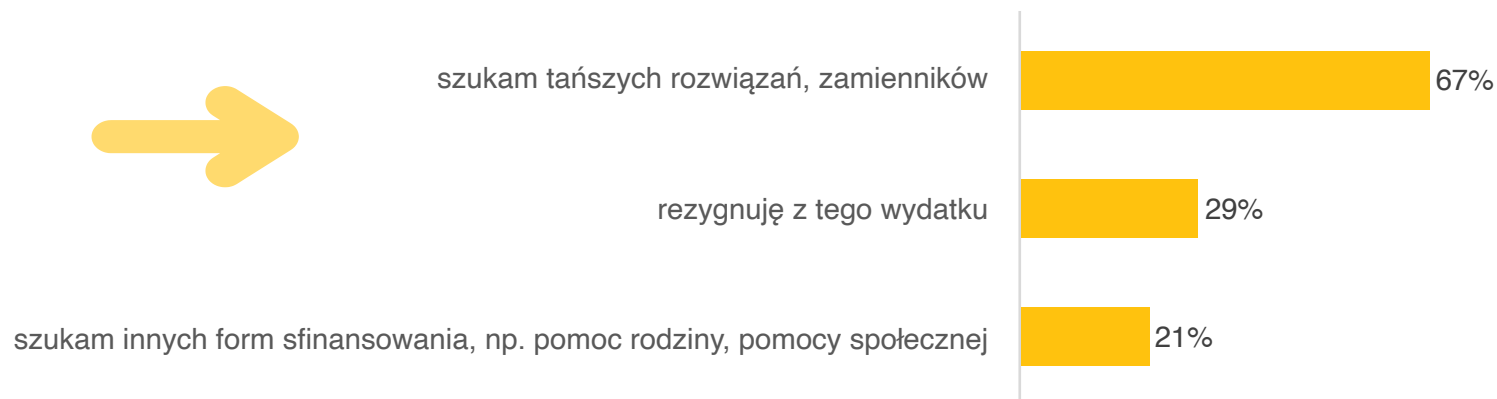 szukam tańszych rozwiązań, zamienników 67%
rezygnuję z tego wydatku 29%
szukam innych form sfinansowania, np. pomoc rodziny, pomocy społecznej 21%